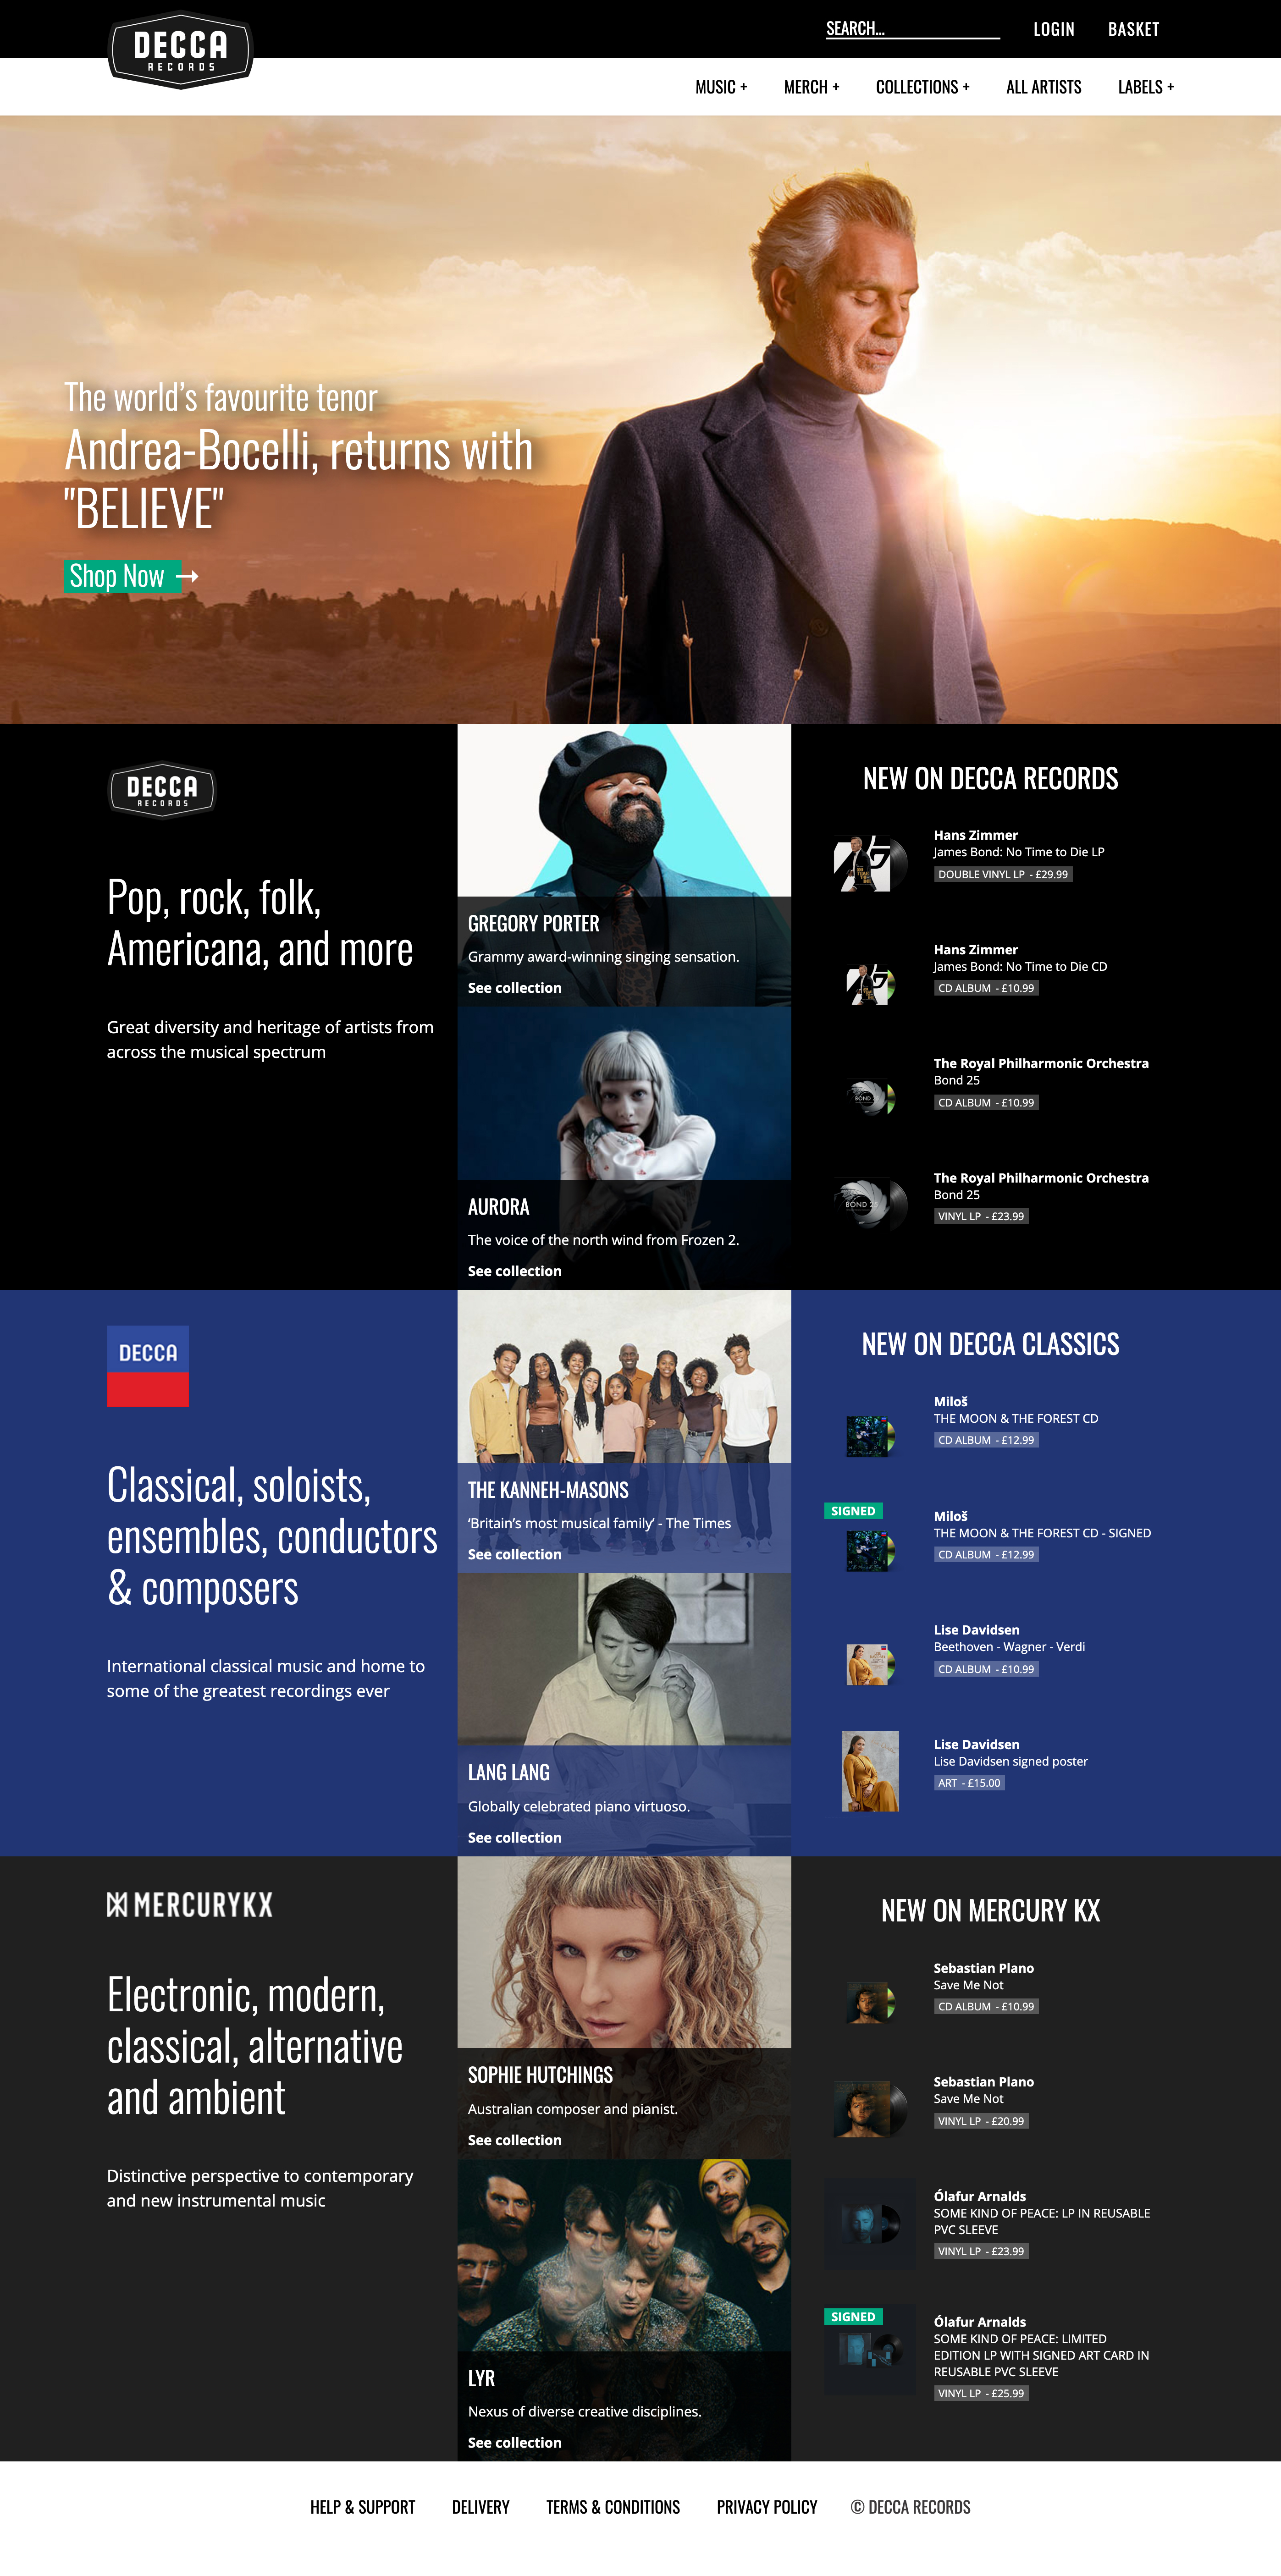 DECCA
RECORDS
SEARCH...
LOGIN
BASKET
MUSIC +
MERCH +
COLLECTIONS +
ALL ARTISTS
LABELS +
The world’s favourite tenor
Andrea-Bocelli, returns with
"BELIEVE"
Shop Now
DECCA
RECORDS
Pop, rock, folk,
Americana, and more
Great diversity and heritage of artists from
across the musical spectrum
GREGORY PORTER
Grammy award-winning singing sensation.
See collection
AURORA
The voice of the north wind from Frozen 2.
See collection
NEW ON DECCA RECORDS
Hans Zimmer
James Bond: No Time to Die LP
DOUBLE VINYL LP - £29.99
Hans Zimmer
James Bond: No Time to Die CD
CD ALBUM - £10.99
BOND 25
The Royal Philharmonic Orchestra
Bond 25
CD ALBUM - £10.99
BOND 25
The Royal Philharmonic Orchestra
Bond 25
VINYL LP - £23.99
DECCA
Classical, soloists,
ensembles, conductors
& composers
International classical music and home to
some of the greatest recordings ever
THE KANNEH-MASONS
‘Britain’s most musical family’ - The Times
See collection
LANG LANG
Globally celebrated piano virtuoso.
See collection
NEW ON DECCA CLASSICS
Miloš
THE MOON & THE FOREST CD
CD ALBUM - £12.99
SIGNED
Miloš
THE MOON & THE FOREST CD - SIGNED
CD ALBUM - £12.99
Lise Davidsen
Beethoven - Wagner - Verdi
CD ALBUM - £10.99
Lise Davidsen
Lise Davidsen signed poster
ART - £15.00
MERCURYKX
Electronic, modern,
classical, alternative
and ambient
Distinctive perspective to contemporary
and new instrumental music
SOPHIE HUTCHINGS
Australian composer and pianist.
See collection
LYR
Nexus of diverse creative disciplines.
See collection
NEW ON MERCURY KX
Sebastian Plano
Save Me Not
CD ALBUM - £10.99
Sebastian Plano
Save Me Not
VINYL LP - £20.99
Ólafur Arnalds
SOME KIND OF PEACE: LP IN REUSABLE
PVC SLEEVE
VINYL LP - £23.99
SIGNED
Ólafur Arnalds
SOME KIND OF PEACE: LIMITED
EDITION LP WITH SIGNED ART CARD IN
REUSABLE PVC SLEEVE
VINYL LP - £25.99
HELP & SUPPORT
DELIVERY
TERMS & CONDITIONS
PRIVACY POLICY
© DECCA RECORDS